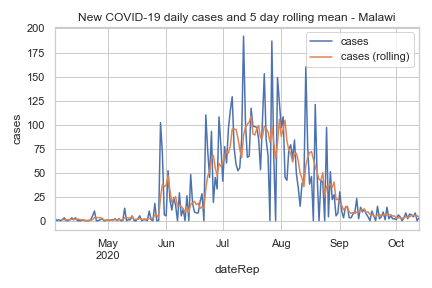 New COVID-19 daily cases and 5 day rolling mean - Malawi
cases
cases (rolling)
200
175
150
125
100
75
50
25
0
cases
May
2020
Jun
Jul
Aug
Sep
Oct
dateRep